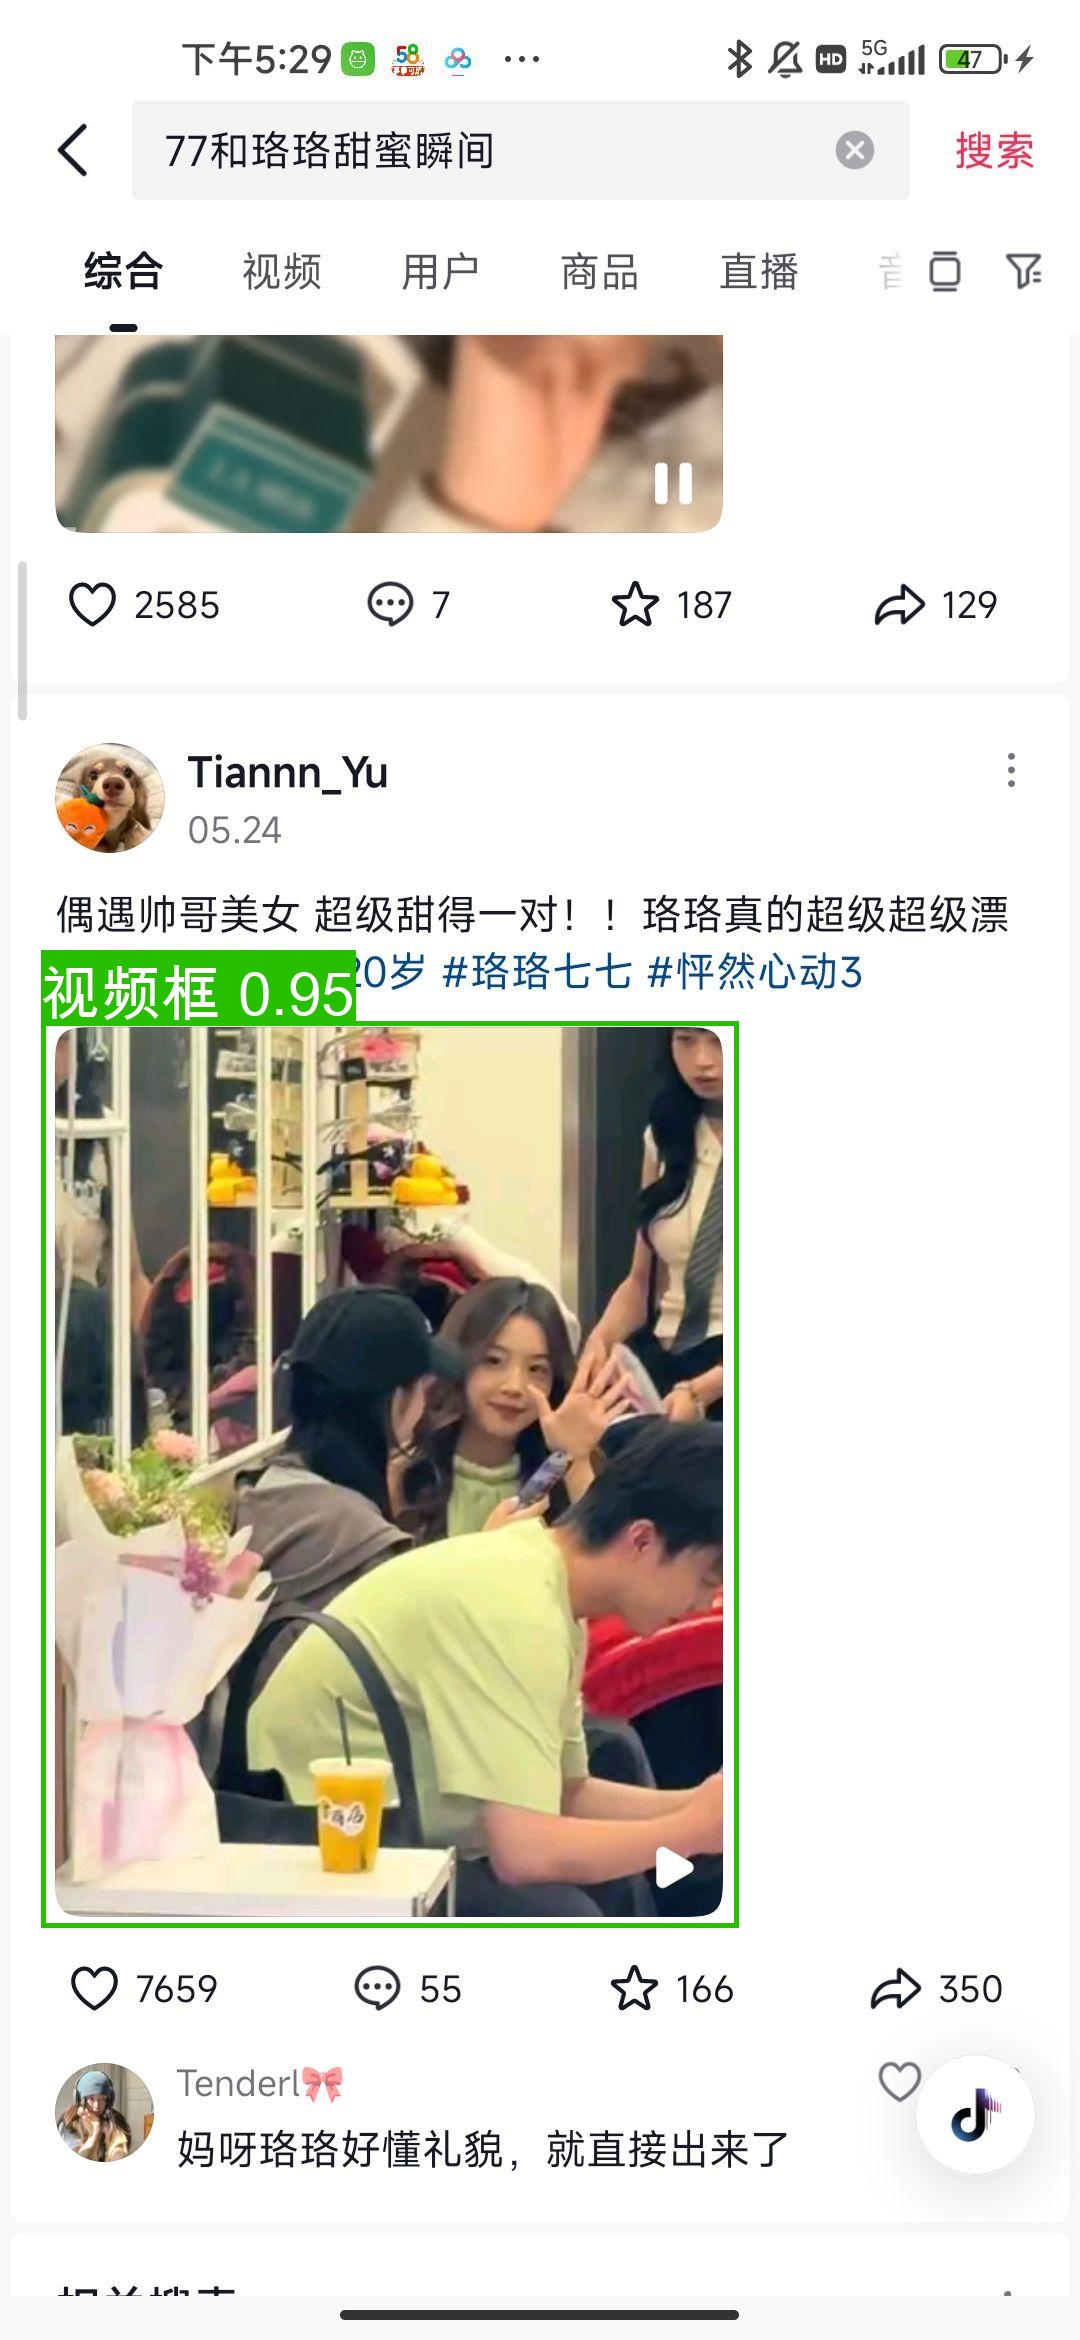 下午5:29
58
HD
5G
47
77和珞珞甜蜜瞬间
搜索
综合
视频
用户
商品
直播
2585
7
187
129
Tiannn_Yu
05.24
偶遇帅哥美女 超级甜得一对！！珞珞真的超级超级漂
20岁 #珞珞七七 #怦然心动3
视频框 0.95
7659
55
166
350
Tenderl🎀
妈呀珞珞好懂礼貌，就直接出来了